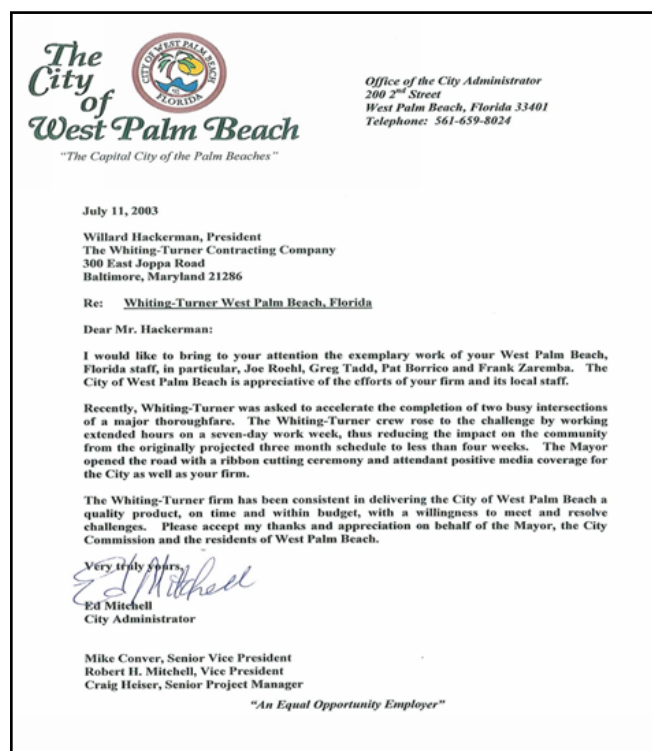 The
City
of
West Palm Beach
CITY OF WEST PALM BEACH
FLORIDA
"The Capital City of the Palm Beaches"
Office of the City Administrator
200 2nd Street
West Palm Beach, Florida 33401
Telephone: 561-659-8024
July 11, 2003
Willard Hackerman, President
The Whiting-Turner Contracting Company
300 East Joppa Road
Baltimore, Maryland 21286
Re: Whiting-Turner West Palm Beach, Florida
Dear Mr. Hackerman:
I would like to bring to your attention the exemplary work of your West Palm Beach,
Florida staff, in particular, Joe Roehl, Greg Tadd, Pat Borrico and Frank Zaremba. The
City of West Palm Beach is appreciative of the efforts of your firm and its local staff.
Recently, Whiting-Turner was asked to accelerate the completion of two busy intersections
of a major thoroughfare. The Whiting-Turner crew rose to the challenge by working
extended hours on a seven-day work week, thus reducing the impact on the community
from the originally projected three month schedule to less than four weeks. The Mayor
opened the road with a ribbon cutting ceremony and attendant positive media coverage for
the City as well as your firm.
The Whiting-Turner firm has been consistent in delivering the City of West Palm Beach a
quality product, on time and within budget, with a willingness to meet and resolve
challenges. Please accept my thanks and appreciation on behalf of the Mayor, the City
Commission and the residents of West Palm Beach.
Very truly yours,
Ed Mitchell
Ed Mitchell
City Administrator
Mike Conver, Senior Vice President
Robert H. Mitchell, Vice President
Craig Heiser, Senior Project Manager
"An Equal Opportunity Employer"